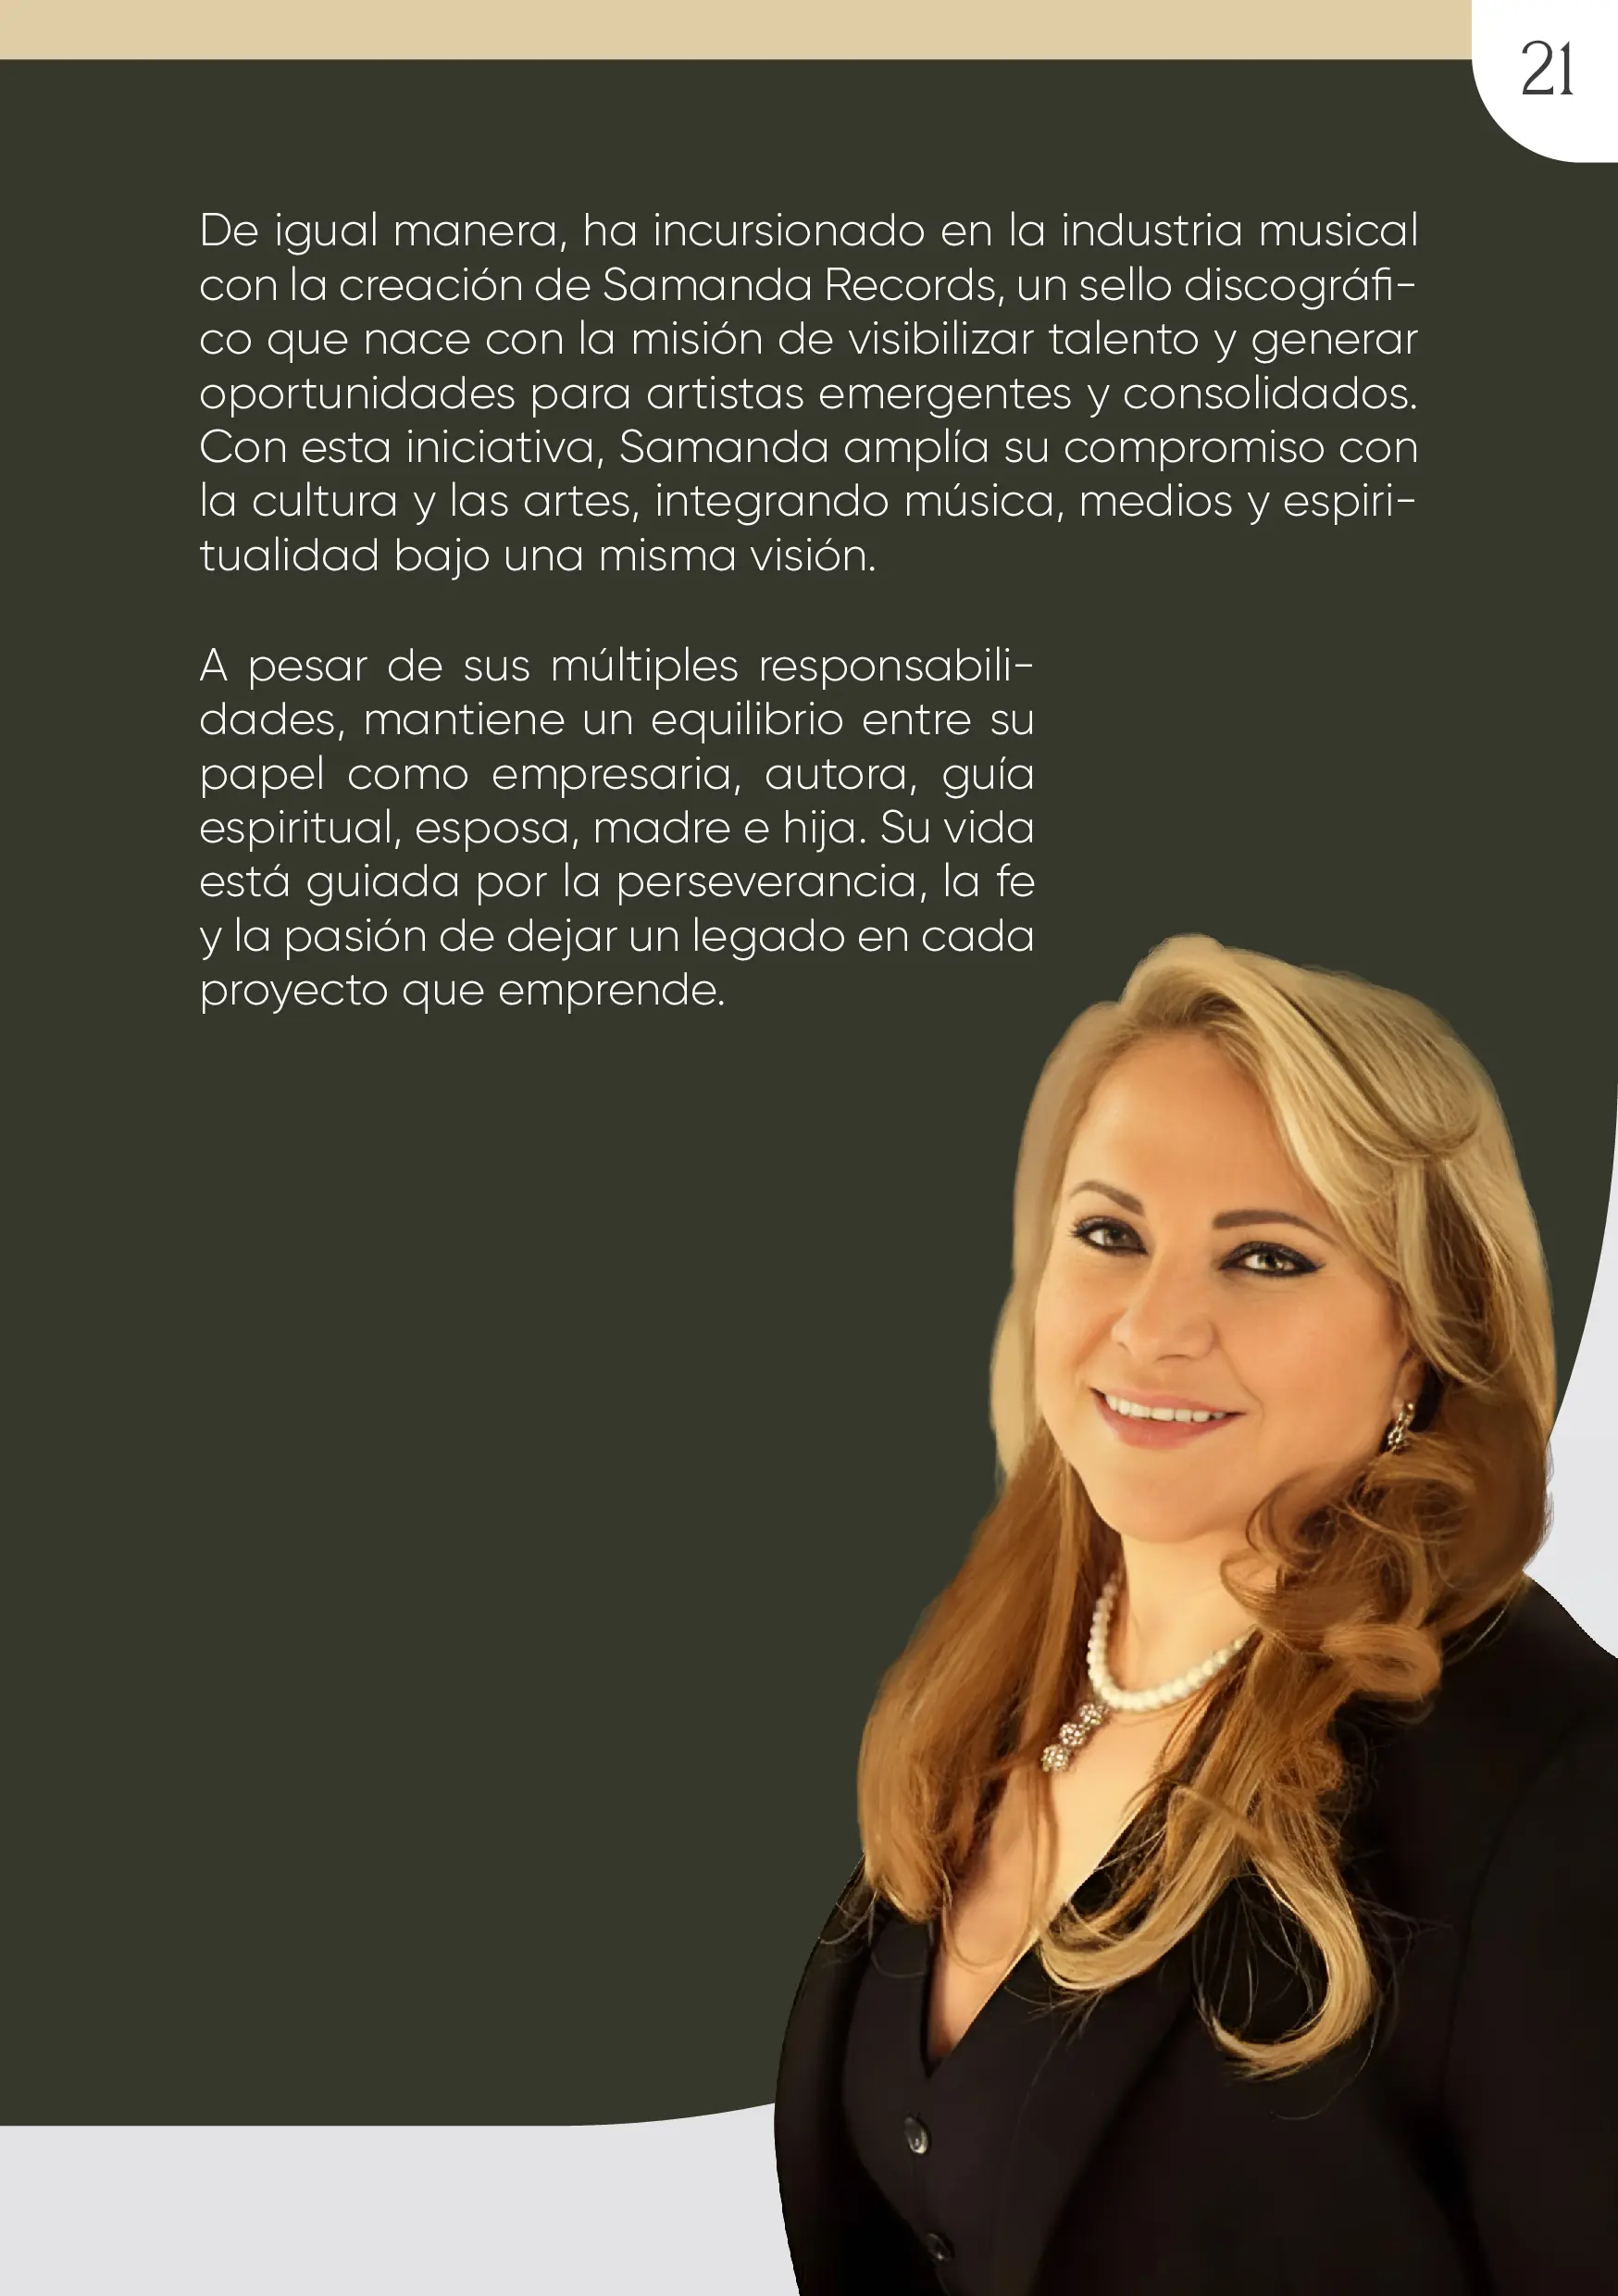 21
De igual manera, ha incursionado en la industria musical
con la creación de Samanda Records, un sello discográfi-
co que nace con la misión de visibilizar talento y generar
oportunidades para artistas emergentes y consolidados.
Con esta iniciativa, Samanda amplía su compromiso con
la cultura y las artes, integrando música, medios y espiri-
tualidad bajo una misma visión.
A pesar de sus múltiples responsabili-
dades, mantiene un equilibrio entre su
papel como empresaria, autora, guía
espiritual, esposa, madre e hija. Su vida
está guiada por la perseverancia, la fe
y la pasión de dejar un legado en cada
proyecto que emprende.